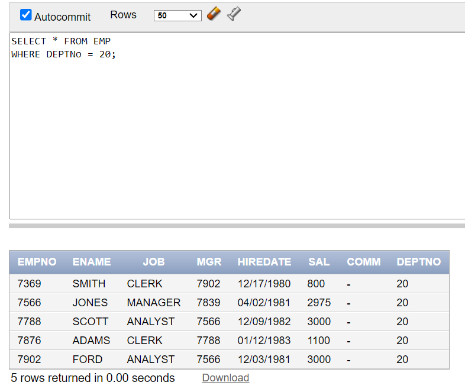 Autocommit Rows 50
SELECT * FROM EMP
WHERE DEPTNo = 20;
EMPNO ENAME JOB MGR HIREDATE SAL COMM DEPTNO
7369 SMITH CLERK 7902 12/17/1980 800 - 20
7566 JONES MANAGER 7839 04/02/1981 2975 - 20
7788 SCOTT ANALYST 7566 12/09/1982 3000 - 20
7876 ADAMS CLERK 7788 01/12/1983 1100 - 20
7902 FORD ANALYST 7566 12/03/1981 3000 - 20
5 rows returned in 0.00 seconds Download